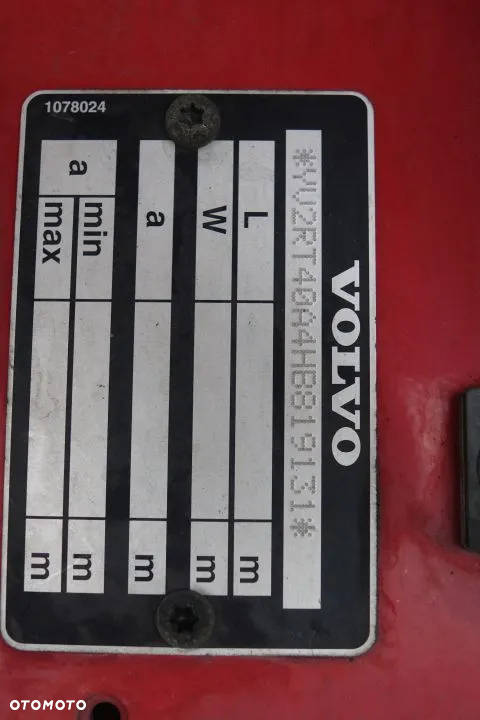 1078024
VOLVO
*YV2RT40A4HB819131*
L m
W m
a m
a min m
max m
OTOMOTO